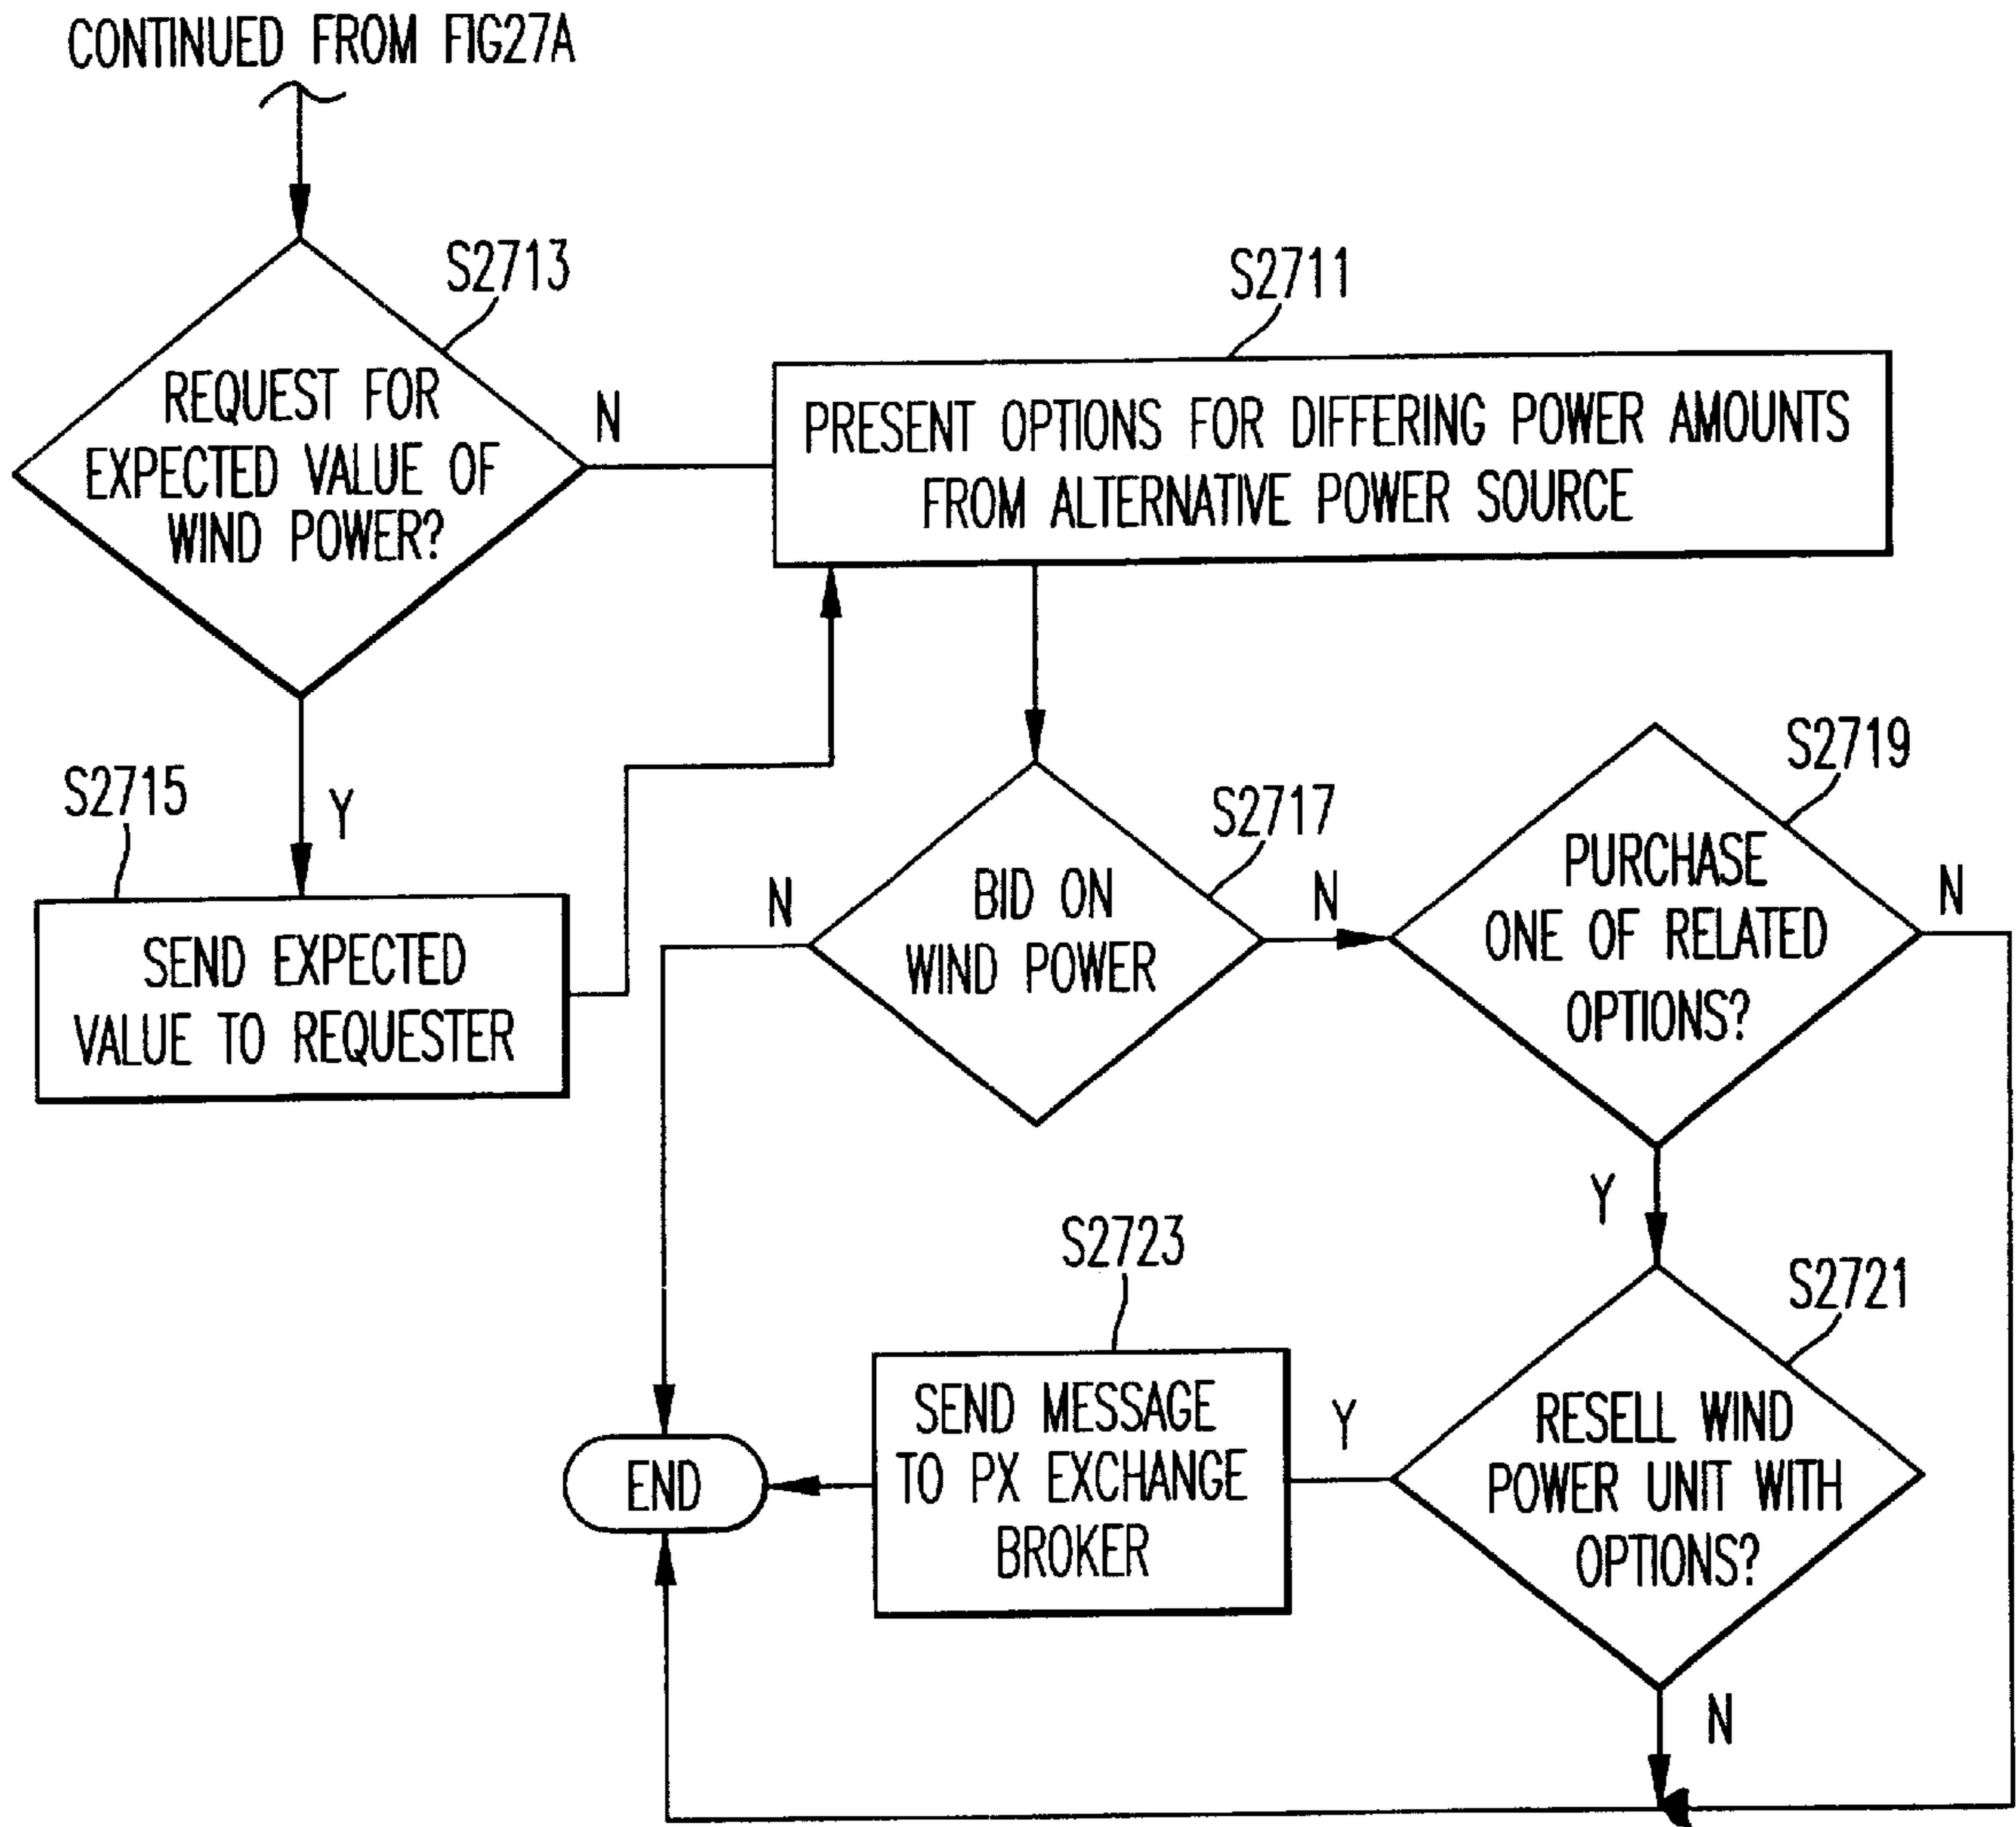 CONTINUED FROM FIG27A
S2713
REQUEST FOR
EXPECTED VALUE OF
WIND POWER?
N
S2711
PRESENT OPTIONS FOR DIFFERING POWER AMOUNTS
FROM ALTERNATIVE POWER SOURCE
Y
S2715
SEND EXPECTED
VALUE TO REQUESTER
S2717
N
BID ON
WIND POWER
N
S2719
PURCHASE
ONE OF RELATED
OPTIONS?
N
Y
S2721
RESELL WIND
POWER UNIT WITH
OPTIONS?
Y
N
S2723
SEND MESSAGE
TO PX EXCHANGE
BROKER
END